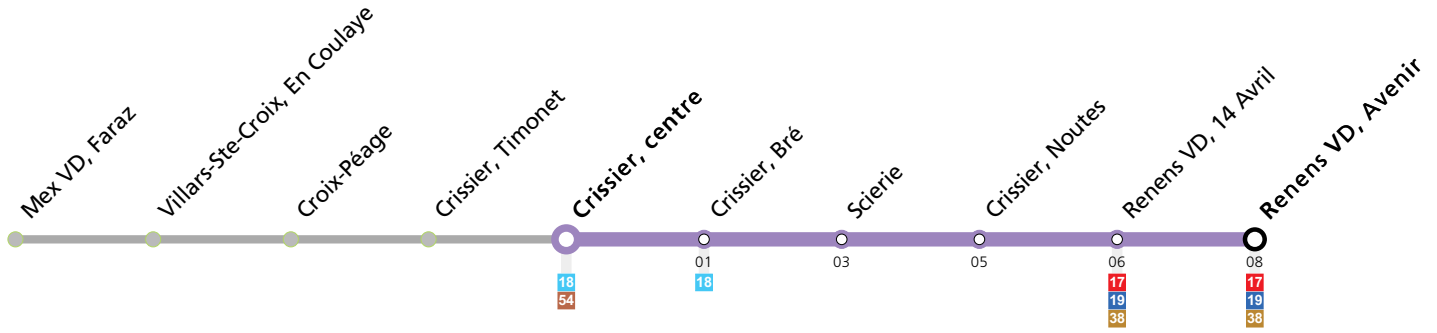 Mex VD, Faraz
Villars-Ste-Croix, En Coulaye
Croix-Péage
Crissier, Timonet
Crissier, centre
Crissier, Bré
Scierie
Crissier, Noutes
Renens VD, 14 Avril
Renens VD, Avenir
01 03 05 06 08
18 18 17 17
54 19 19
38 38